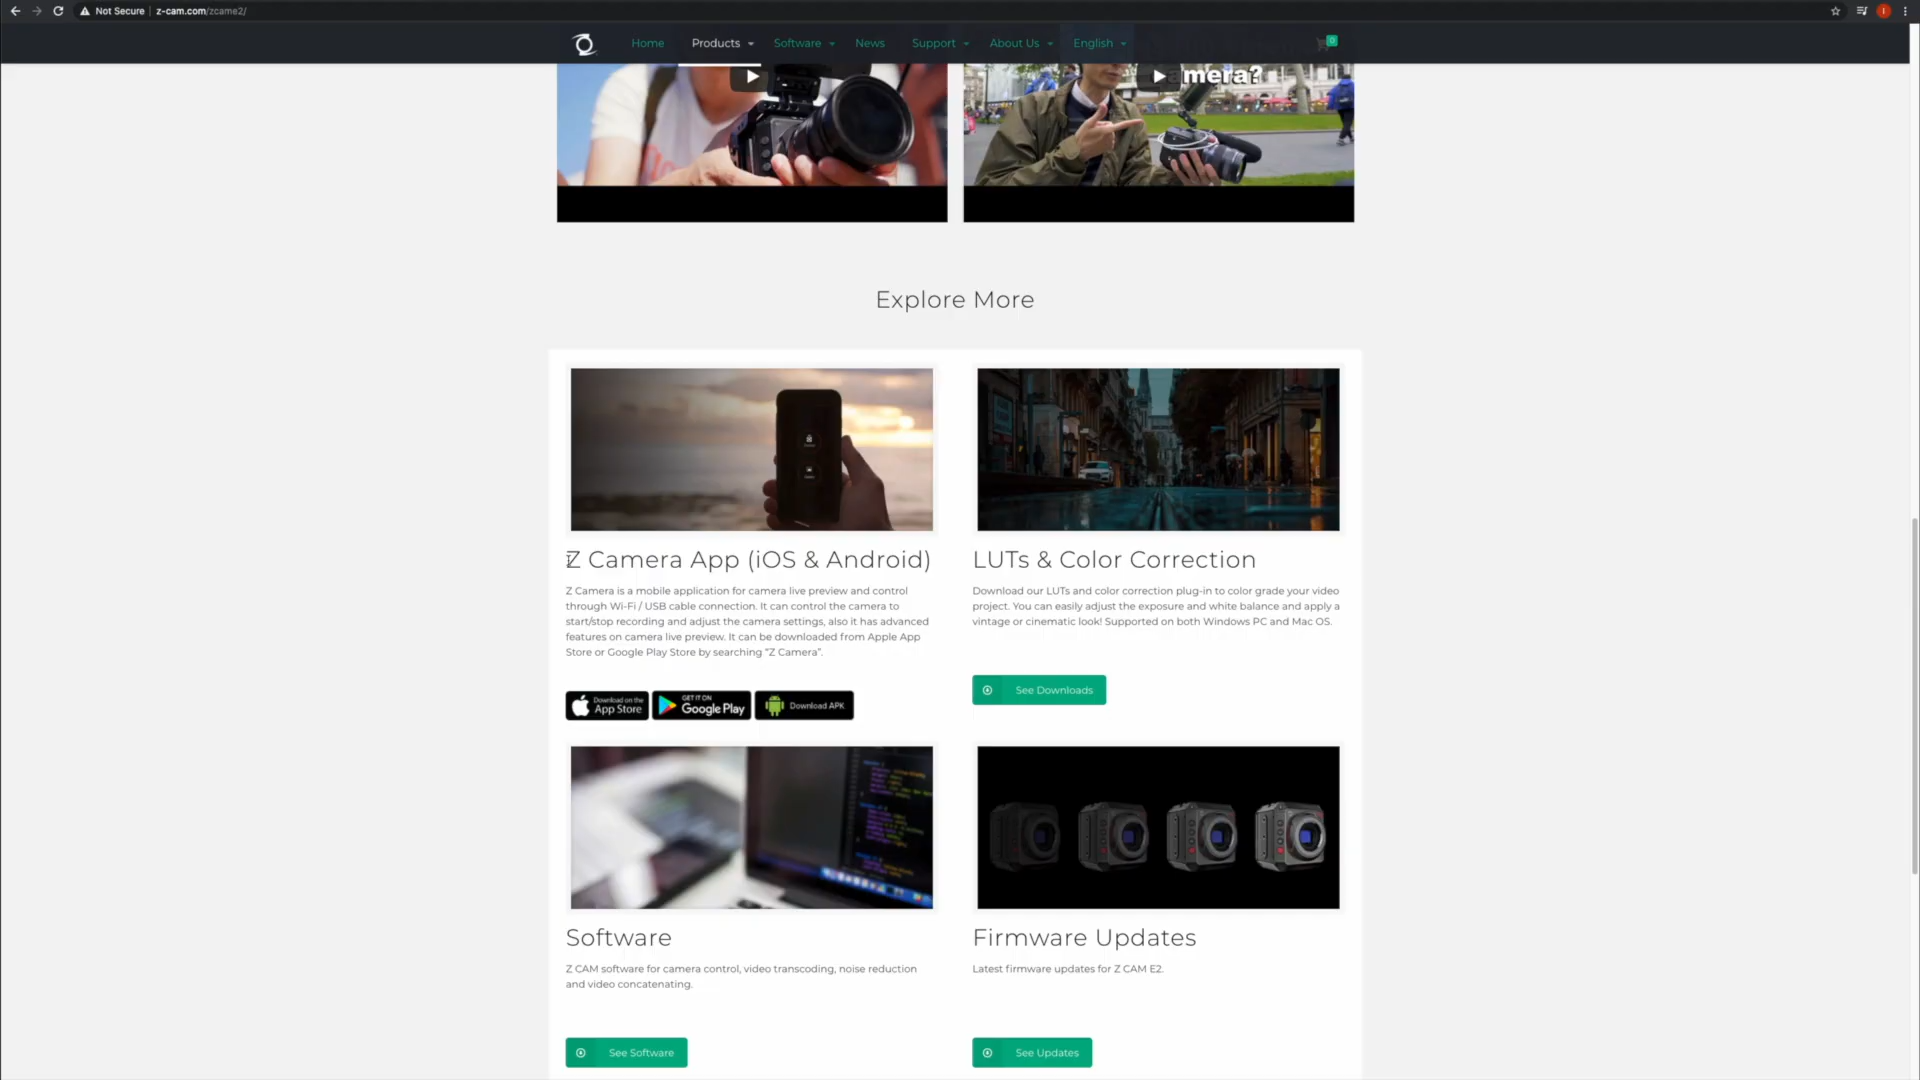 Not Secure | z-cam.com/zcame2/
Home Products Software News Support About Us English 0
amera?
Explore More
Z Camera App (iOS & Android)
Z Camera is a mobile application for camera live preview and control
through Wi-Fi / USB cable connection. It can control the camera to
start/stop recording and adjust the camera settings, also it has advanced
features on camera live preview. It can be downloaded from Apple App
Store or Google Play Store by searching “Z Camera”.
Download on the
App Store
GET IT ON
Google Play
Download APK
LUTs & Color Correction
Download our LUTs and color correction plug-in to color grade your video
project. You can easily adjust the exposure and white balance and apply a
vintage or cinematic look! Supported on both Windows PC and Mac OS.
See Downloads
Software
Z CAM software for camera control, video transcoding, noise reduction
and video concatenating.
See Software
Firmware Updates
Latest firmware updates for Z CAM E2.
See Updates